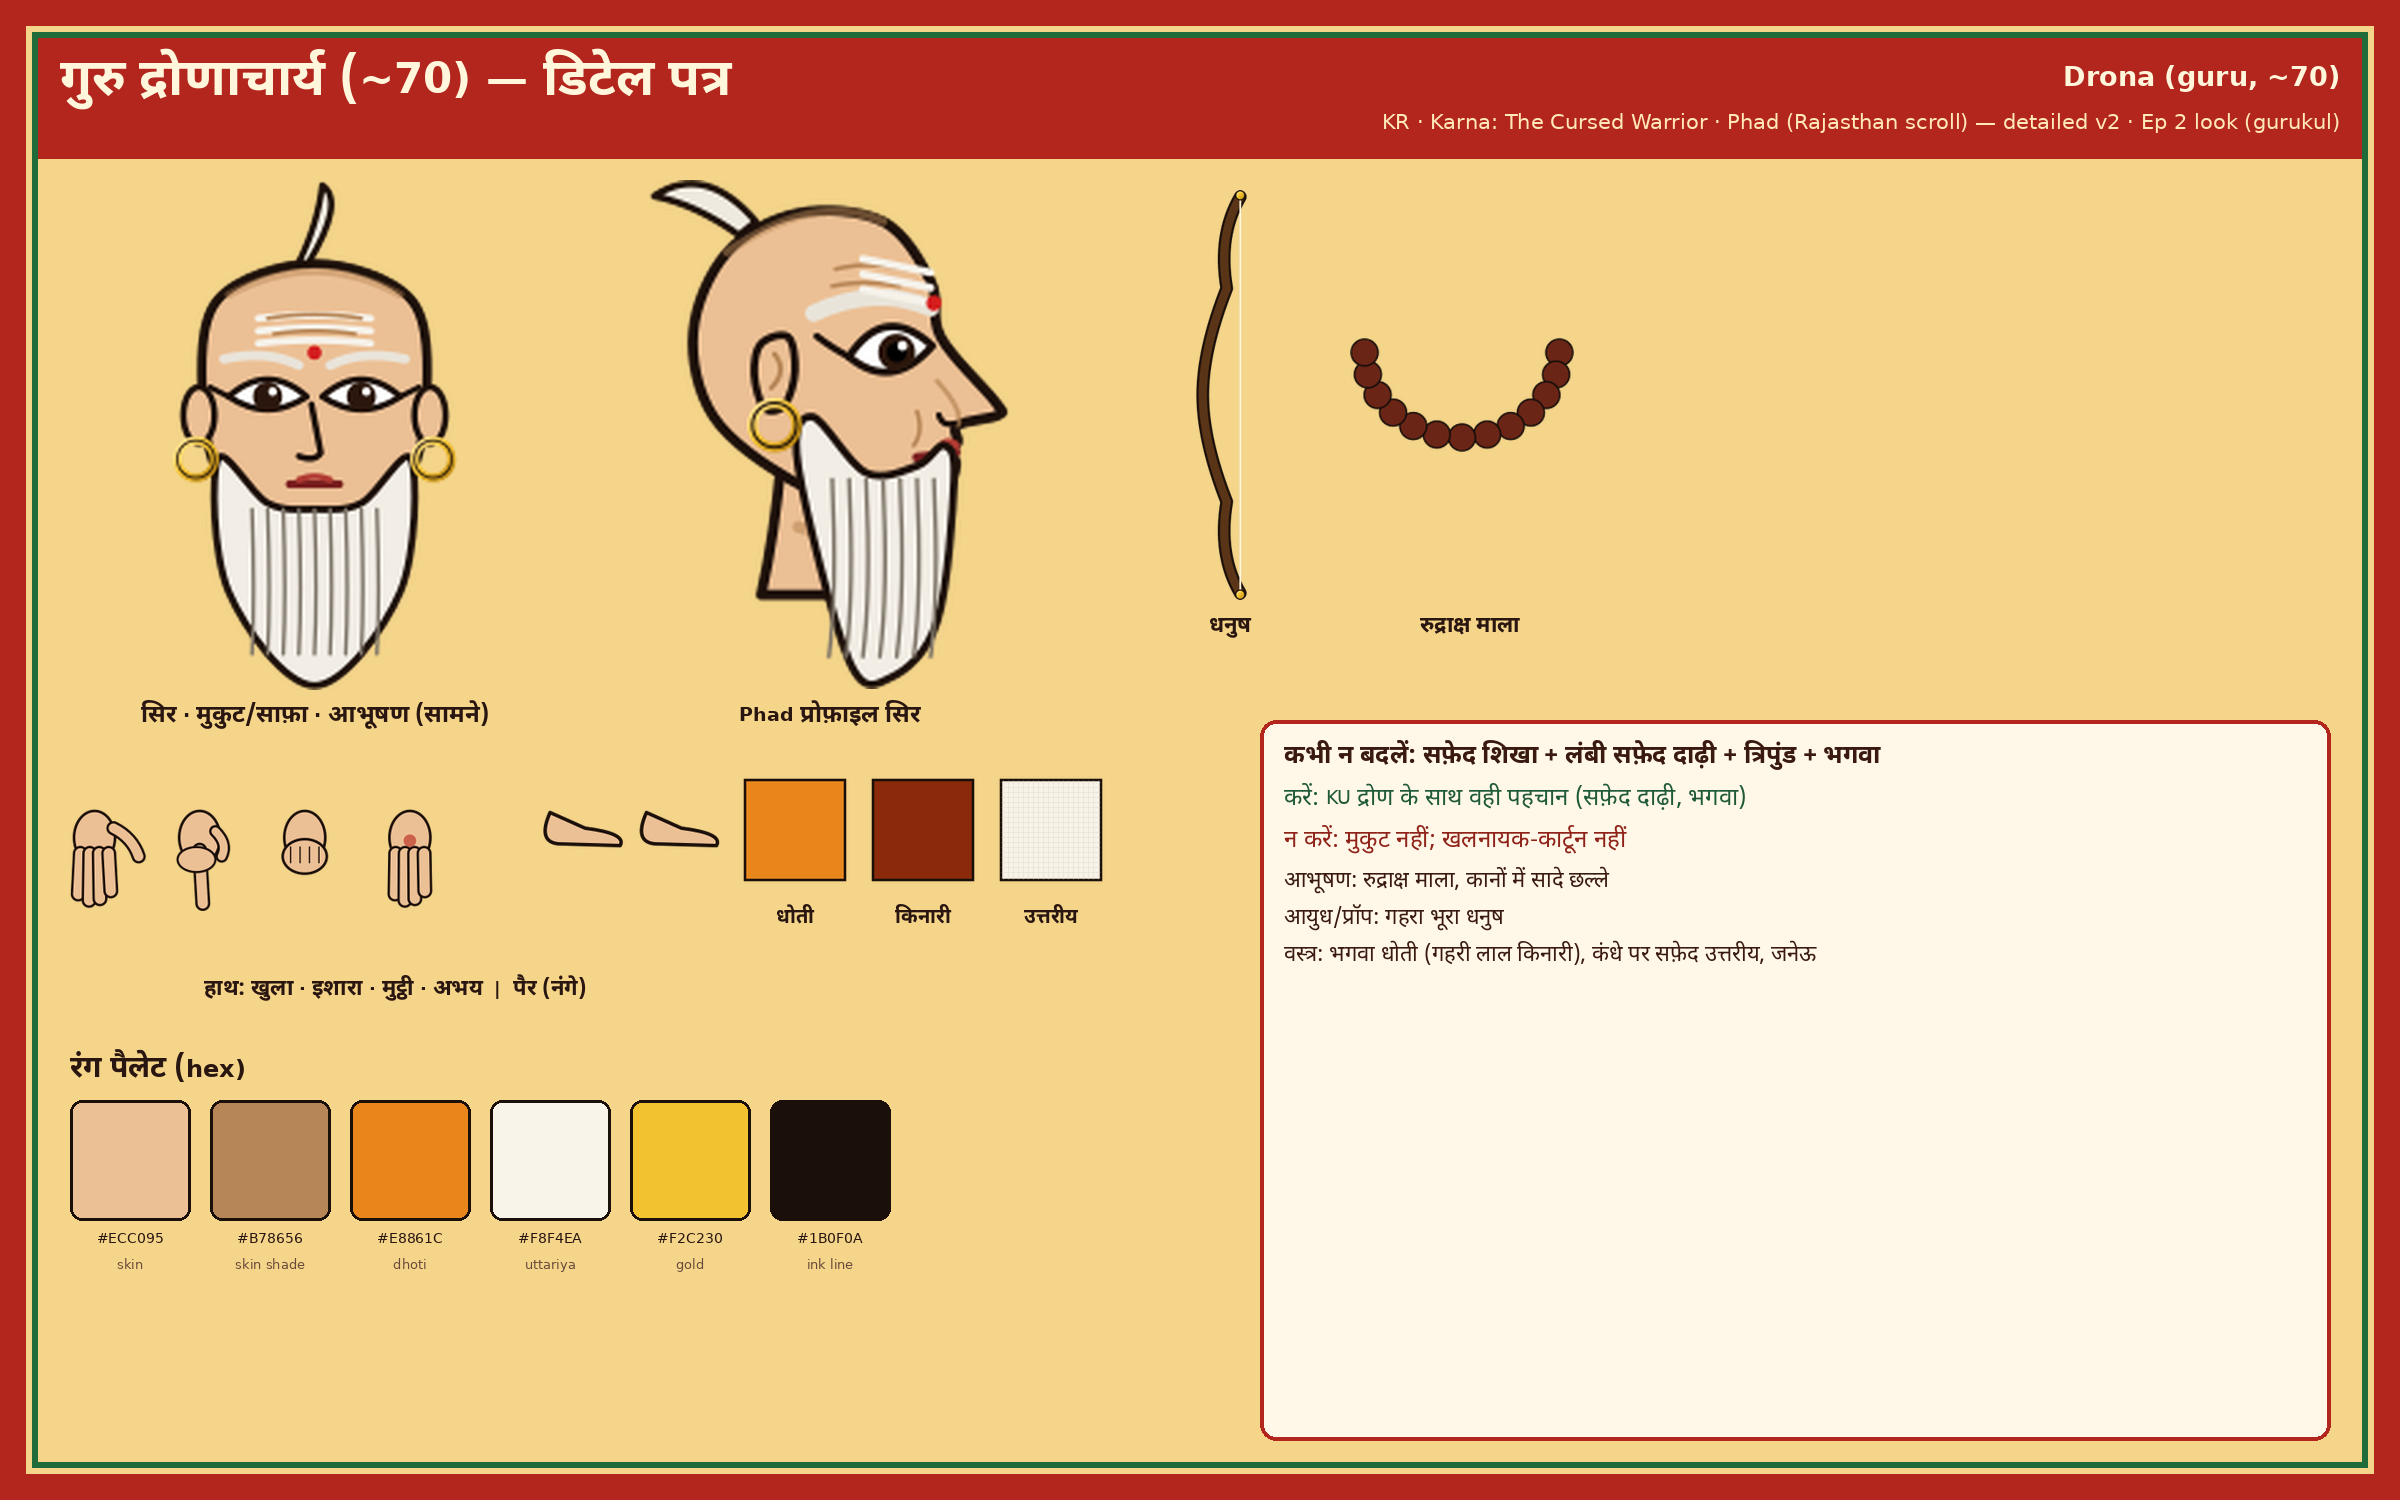 गुरु द्रोणाचार्य (~70) — डिटेल पत्र
Drona (guru, ~70)
KR · Karna: The Cursed Warrior · Phad (Rajasthan scroll) — detailed v2 · Ep 2 look (gurukul)
धनुष
रुद्राक्ष माला
सिर · मुकुट/साफ़ा · आभूषण (सामने)
Phad प्रोफ़ाइल सिर
कभी न बदलें: सफ़ेद शिखा + लंबी सफ़ेद दाढ़ी + त्रिपुंड + भगवा
करें: KU द्रोण के साथ वही पहचान (सफ़ेद दाढ़ी, भगवा)
न करें: मुकुट नहीं; खलनायक-कार्टून नहीं
आभूषण: रुद्राक्ष माला, कानों में सादे छल्ले
आयुध/प्रॉप: गहरा भूरा धनुष
वस्त्र: भगवा धोती (गहरी लाल किनारी), कंधे पर सफ़ेद उत्तरीय, जनेऊ
धोती
किनारी
उत्तरीय
हाथ: खुला · इशारा · मुट्ठी · अभय | पैर (नंगे)
रंग पैलेट (hex)
#ECC095
#B78656
#E8861C
#F8F4EA
#F2C230
#1B0F0A
skin
skin shade
dhoti
uttariya
gold
ink line